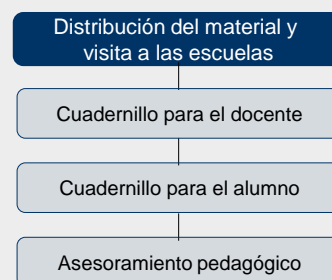 Distribución del material y
visita a las escuelas
Cuadernillo para el docente
Cuadernillo para el alumno
Asesoramiento pedagógico